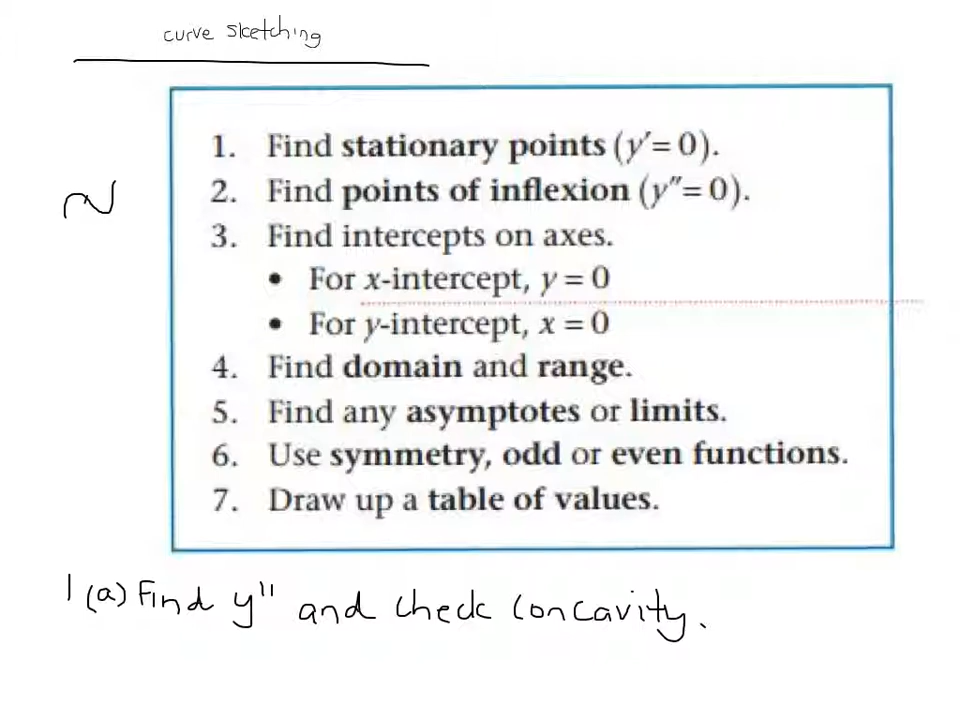 curve sketching
1. Find stationary points (y′= 0).
2. Find points of inflexion (y″= 0).
3. Find intercepts on axes.
• For x-intercept, y = 0
• For y-intercept, x = 0
4. Find domain and range.
5. Find any asymptotes or limits.
6. Use symmetry, odd or even functions.
7. Draw up a table of values.
1 (a) Find y" and check concavity.